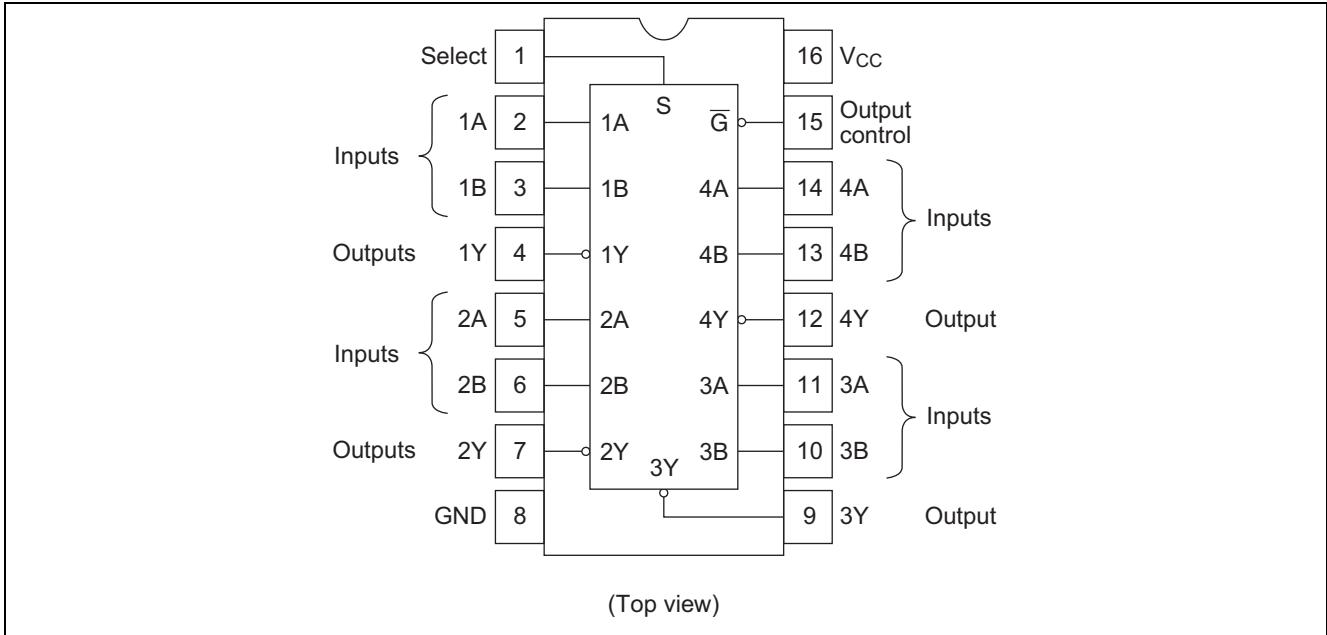 Select 1 16 VCC
S
1A 2 1A G̅ 15 Output control
Inputs
1B 3 1B 4A 14 4A
Inputs
Outputs 1Y 4 1Y 4B 13 4B
2A 5 2A 4Y 12 4Y Output
Inputs
2B 6 2B 3A 11 3A
Inputs
Outputs 2Y 7 2Y 3B 10 3B
3Y
GND 8 9 3Y Output
(Top view)